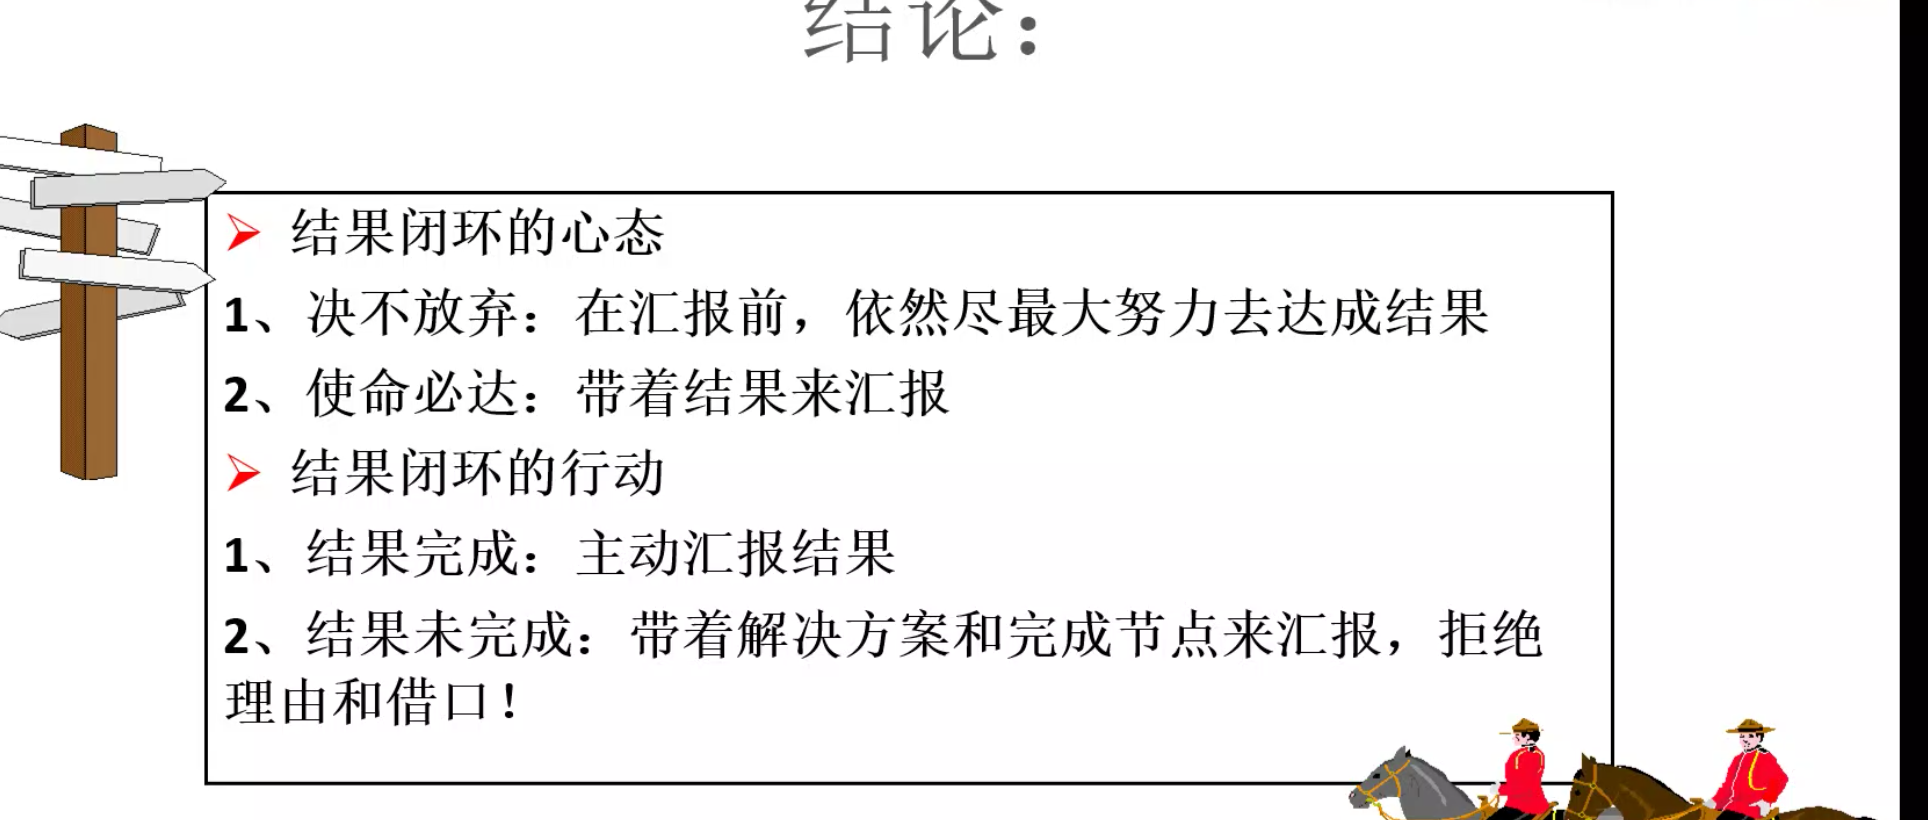 结论：
结果闭环的心态
1、决不放弃：在汇报前，依然尽最大努力去达成结果
2、使命必达：带着结果来汇报
结果闭环的行动
1、结果完成：主动汇报结果
2、结果未完成：带着解决方案和完成节点来汇报，拒绝
理由和借口！